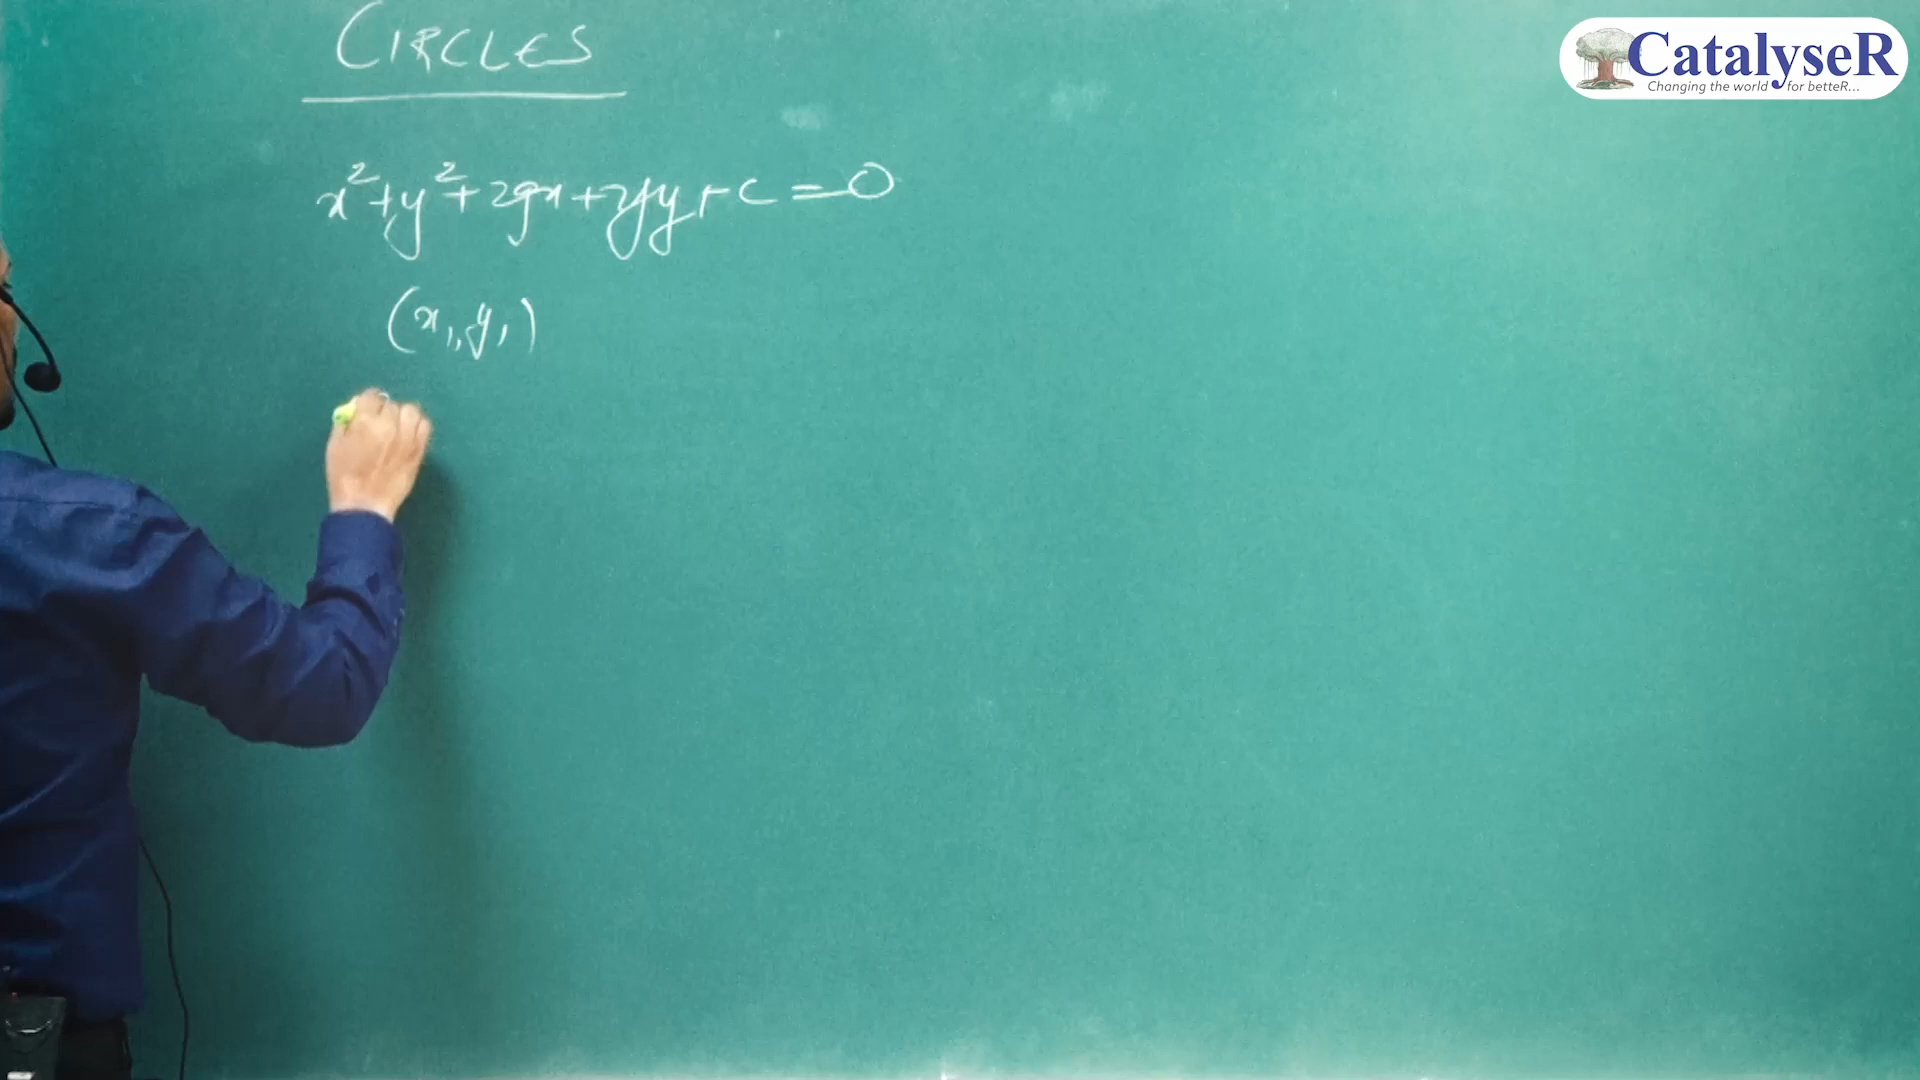 CIRCLES
x²+y²+2gx+2fy+c=0
(x₁,y₁)
CatalyseR
Changing the world for betteR...